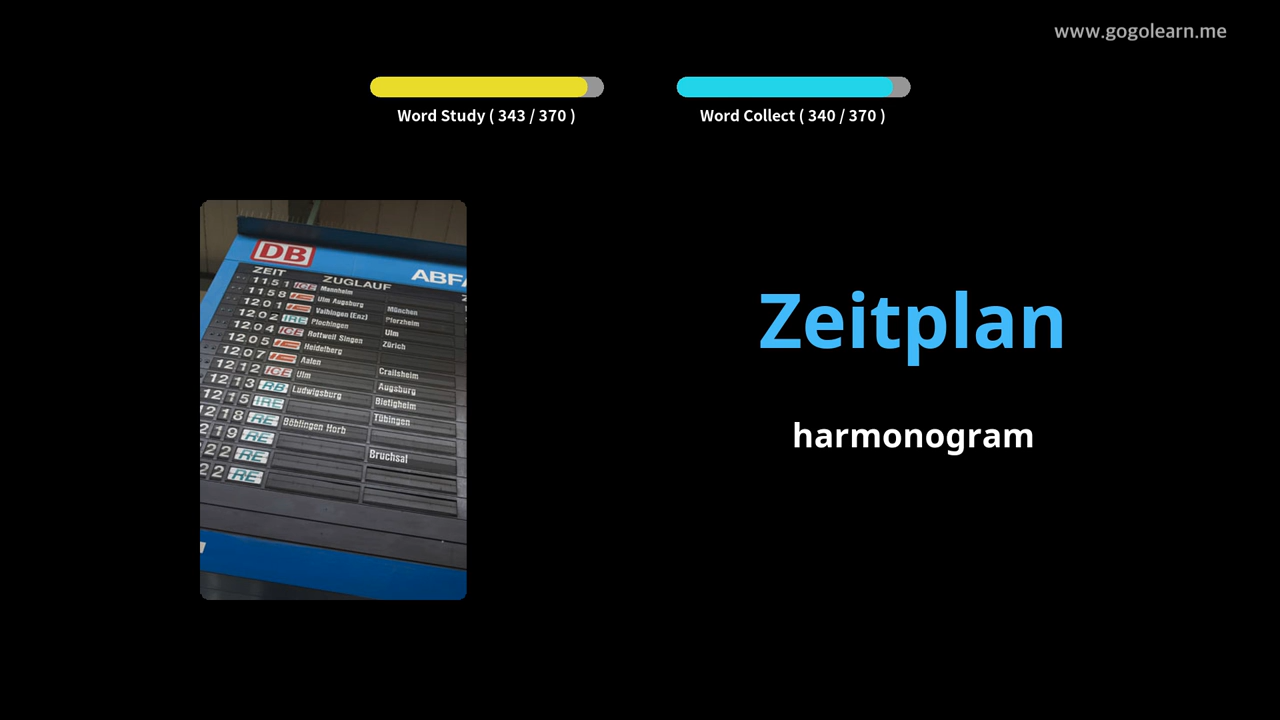 www.gogolearn.me
Word Study ( 343 / 370 )
Word Collect ( 340 / 370 )
DB
ABFA
ZEIT ZUGLAUF
1151 ICE Mannheim
1158 Ulm Augsburg München
1201 Vaihingen (Enz) Pforzheim
1202 IRE Plochingen Ulm
1204 ICE Rottweil Singen Zürich
1205 Heidelberg
1207 Aalen Crailsheim
1212 ICE Ulm Augsburg
1213 RB Ludwigsburg Bietigheim
1215 IRE Tübingen
1218 RE Böblingen Horb
219 RE Bruchsal
22 RE
22 RE
Zeitplan
harmonogram